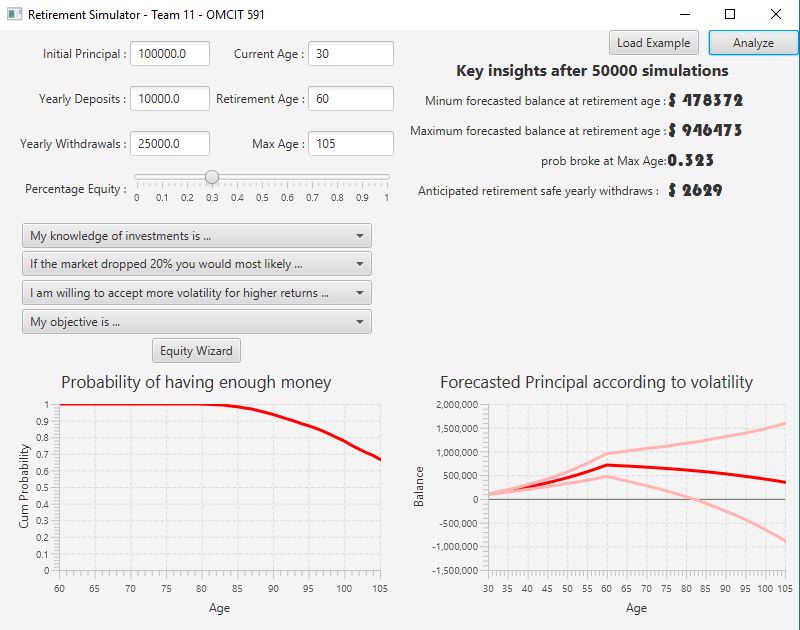 Retirement Simulator - Team 11 - OMCIT 591
Load Example Analyze
Initial Principal : 100000.0 Current Age : 30
Yearly Deposits : 10000.0 Retirement Age : 60
Yearly Withdrawals : 25000.0 Max Age : 105
Percentage Equity :
0 0.1 0.2 0.3 0.4 0.5 0.6 0.7 0.8 0.9 1
Key insights after 50000 simulations
Minum forecasted balance at retirement age : $ 478372
Maximum forecasted balance at retirement age : $ 946473
prob broke at Max Age: 0.323
Anticipated retirement safe yearly withdraws : $ 2629
My knowledge of investments is ...
If the market dropped 20% you would most likely ...
I am willing to accept more volatility for higher returns ...
My objective is ...
Equity Wizard
Probability of having enough money
Cum Probability
1
0.9
0.8
0.7
0.6
0.5
0.4
0.3
0.2
0.1
0
60 65 70 75 80 85 90 95 100 105
Age
Forecasted Principal according to volatility
Balance
2,000,000
1,500,000
1,000,000
500,000
0
-500,000
-1,000,000
-1,500,000
30 35 40 45 50 55 60 65 70 75 80 85 90 95 100 105
Age